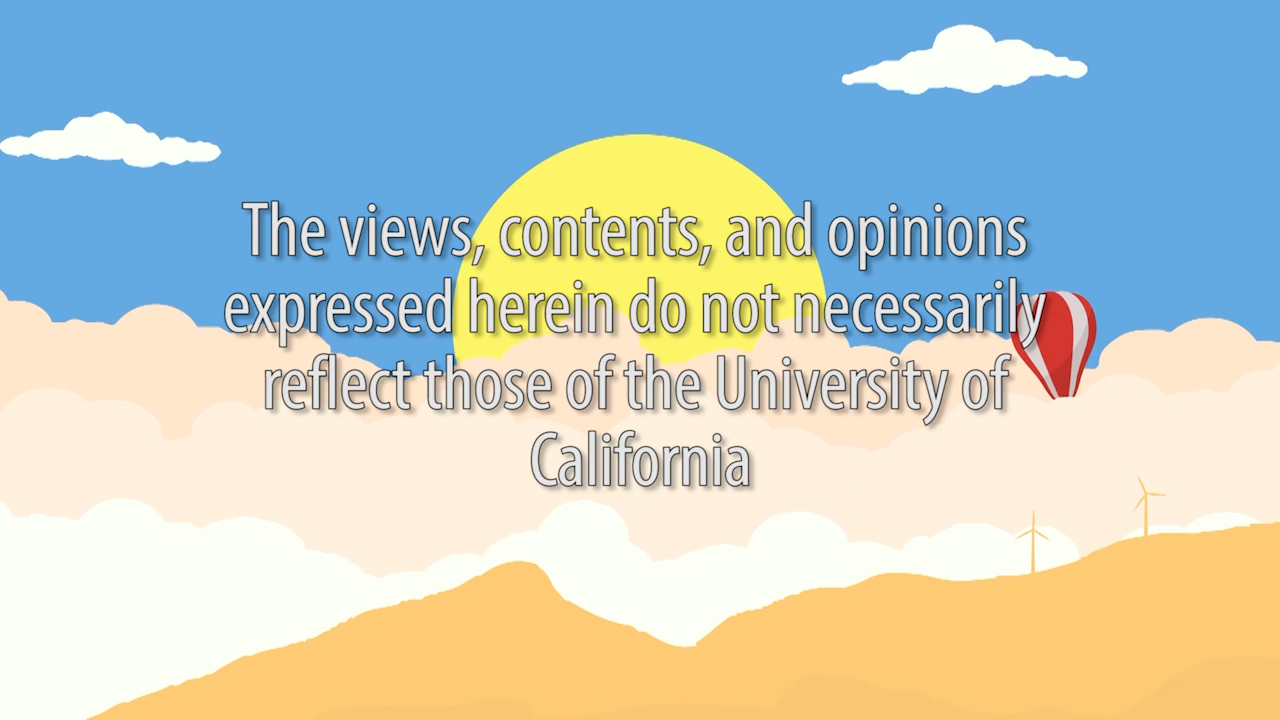 The views, contents, and opinions
expressed herein do not necessarily
reflect those of the University of
California